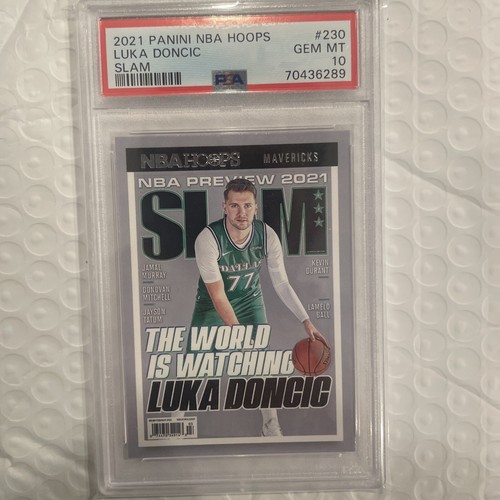 2021 PANINI NBA HOOPS #230
LUKA DONCIC GEM MT
SLAM 10
PSA 70436289
NBA HOOPS MAVERICKS
NBA PREVIEW 2021
SLAM
JAMAL MURRAY
DONOVAN MITCHELL
JAYSON TATUM
KEVIN DURANT
LAMELO BALL
DALLAS
77
THE WORLD
IS WATCHING
LUKA DONCIC